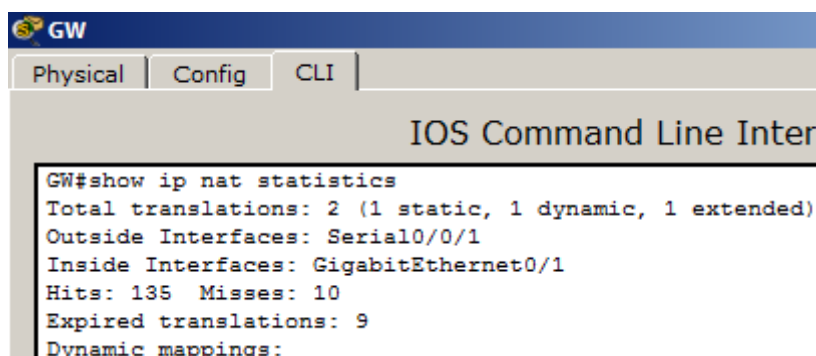 GW
Physical Config CLI
IOS Command Line Inter
GW#show ip nat statistics
Total translations: 2 (1 static, 1 dynamic, 1 extended)
Outside Interfaces: Serial0/0/1
Inside Interfaces: GigabitEthernet0/1
Hits: 135 Misses: 10
Expired translations: 9
Dynamic mappings: